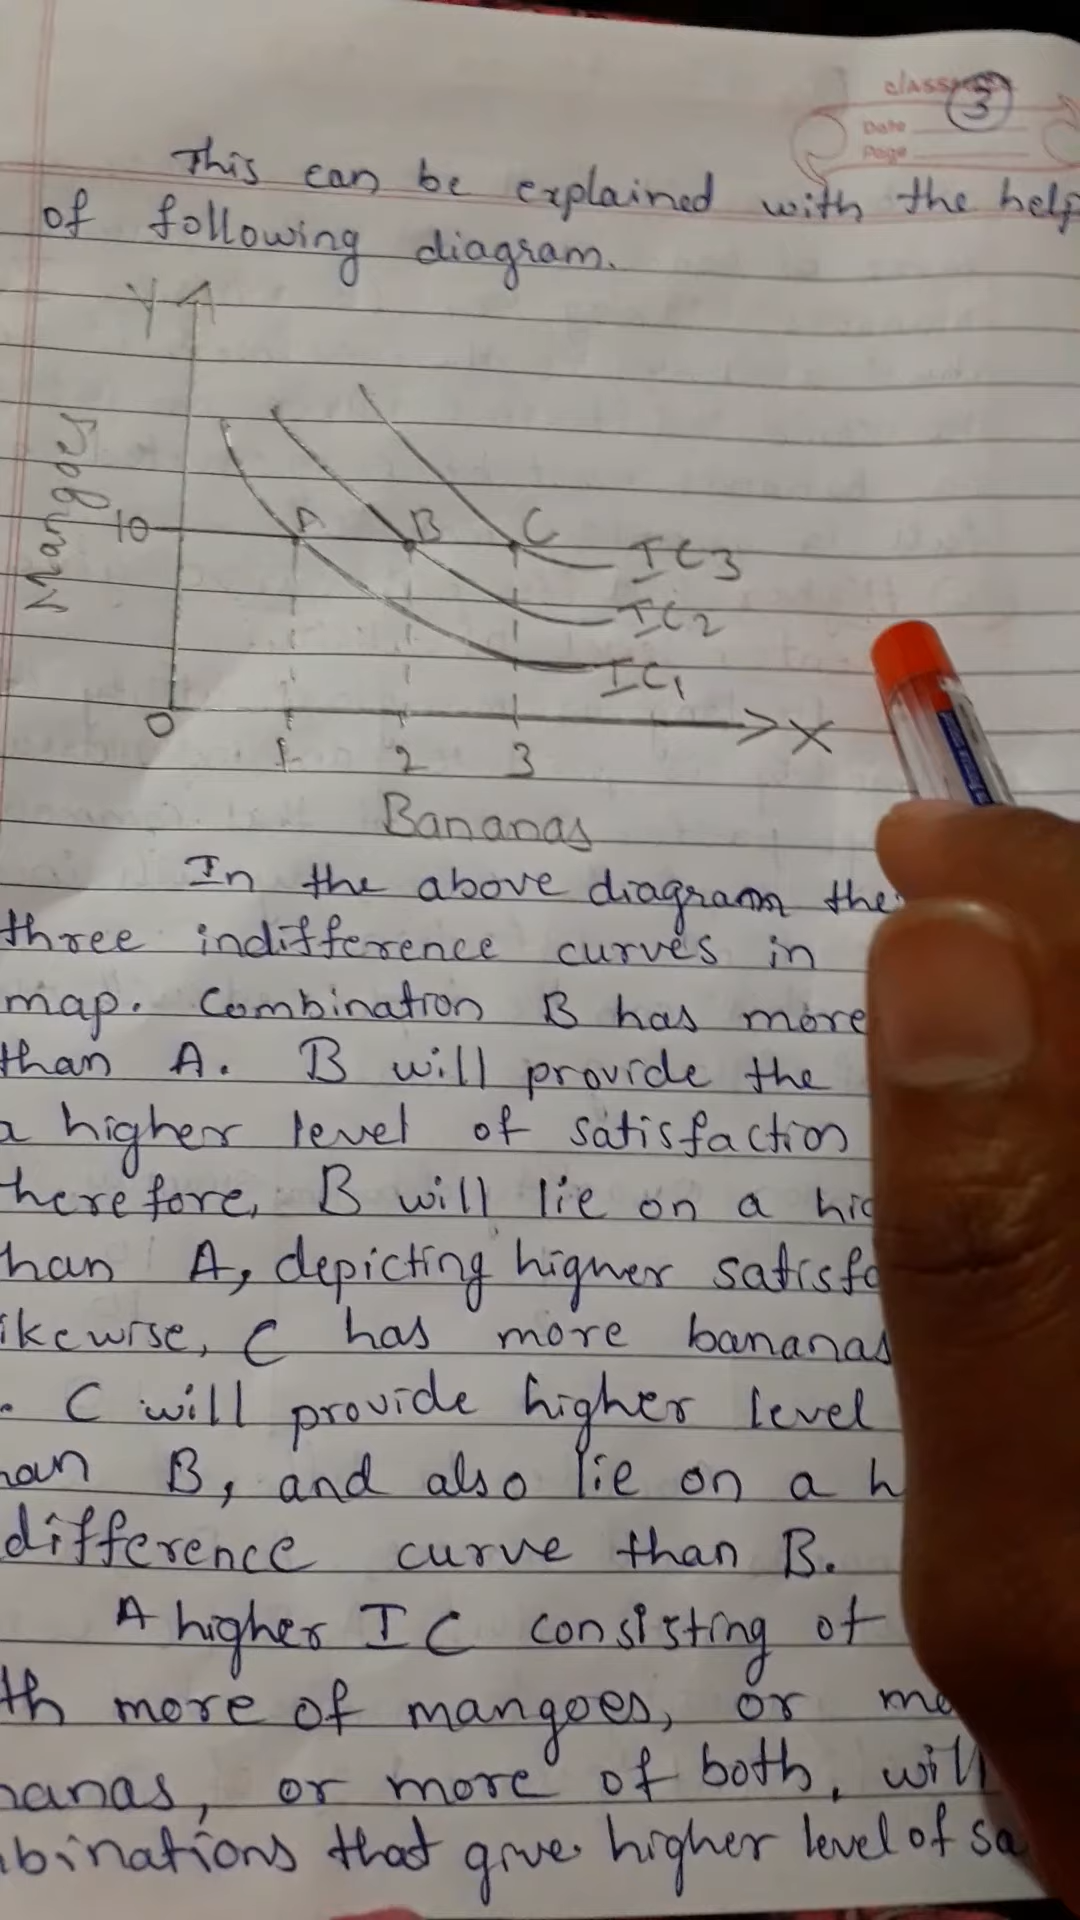 classmate
3
Date
Page
This can be explained with the help
of following diagram.
Y
Mangoes
10
A
B
C
IC3
IC2
IC1
O
1
2
3
X
Bananas
In the above diagram the
three indifference curves in
map. Combination B has more
than A. B will provide the
a higher level of satisfaction
herefore, B will lie on a hig
han A, depicting higher satisfa
ikewise, C has more bananas
. C will provide higher level
han B, and also lie on a h
difference curve than B.
A higher IC consisting of
th more of mangoes, or mo
nanas, or more of both, will
binations that give higher level of sa